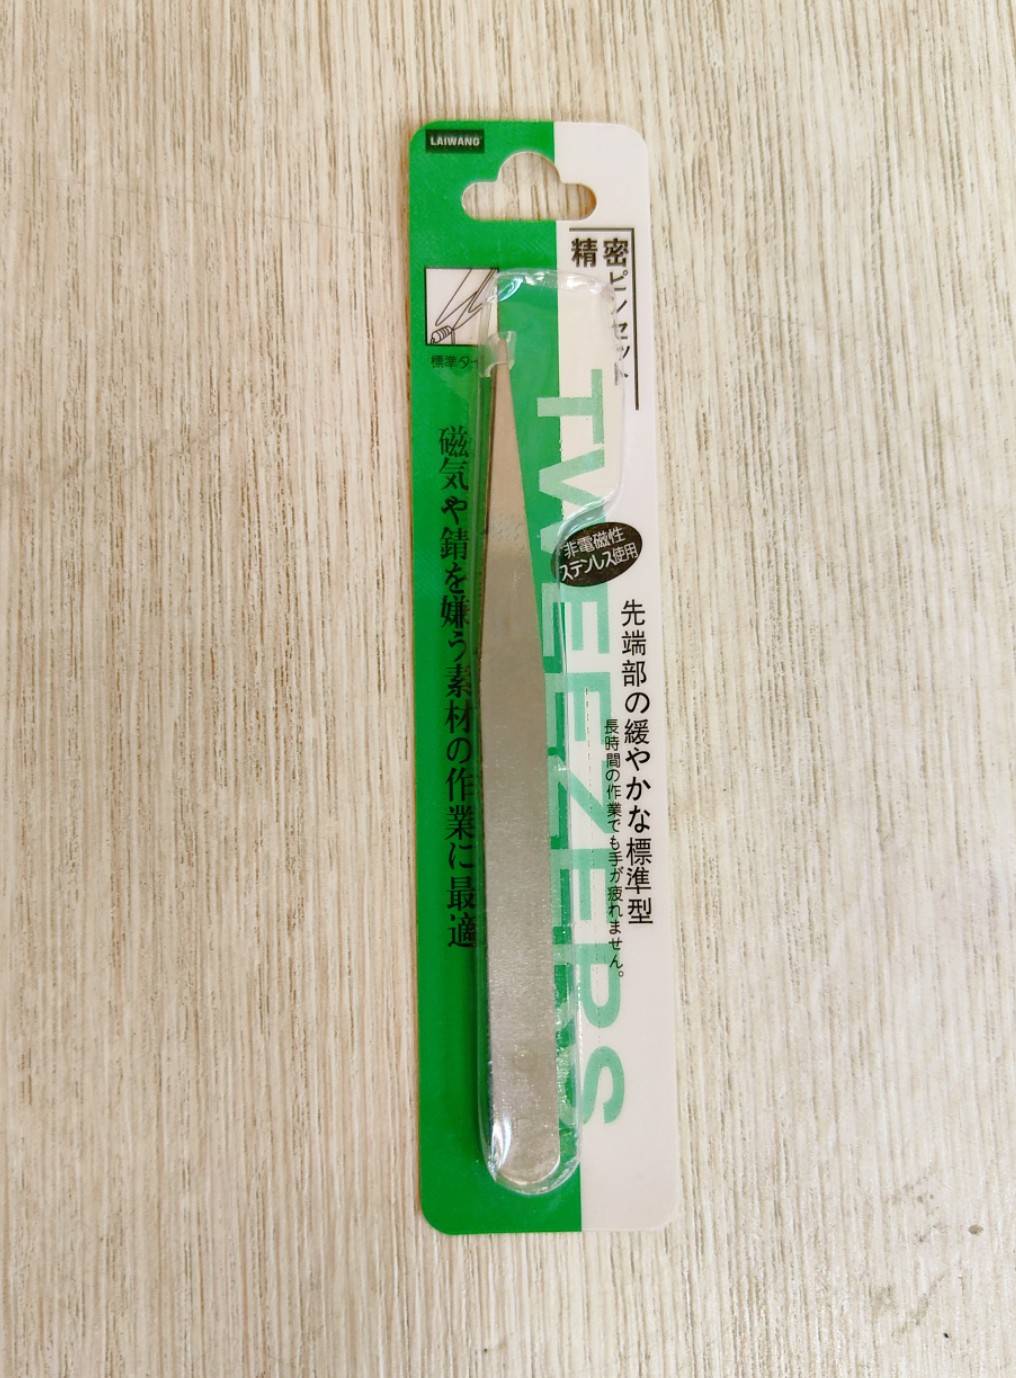 LAIWANG
精密ピンセット
標準タイ
TWEEZERS
非電磁性
ステンレス使用
先端部の緩やかな標準型
長時間の作業でも手が疲れません。
磁気や錆を嫌う素材の作業に最適